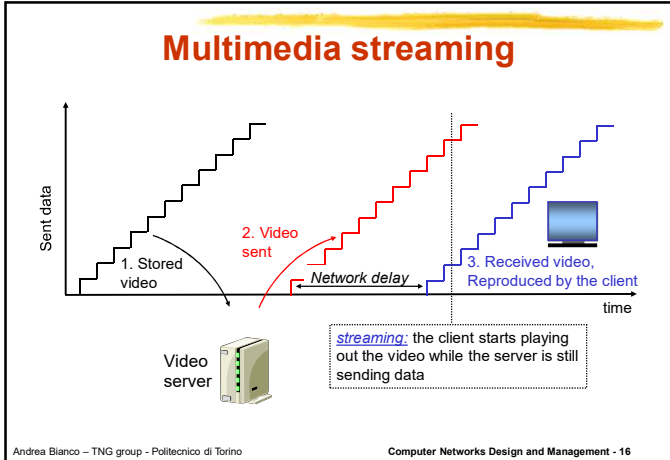 Multimedia streaming
Sent data
1. Stored
video
2. Video
sent
Network delay
3. Received video,
Reproduced by the client
time
Video
server
streaming: the client starts playing
out the video while the server is still
sending data
Andrea Bianco – TNG group - Politecnico di Torino
Computer Networks Design and Management - 16